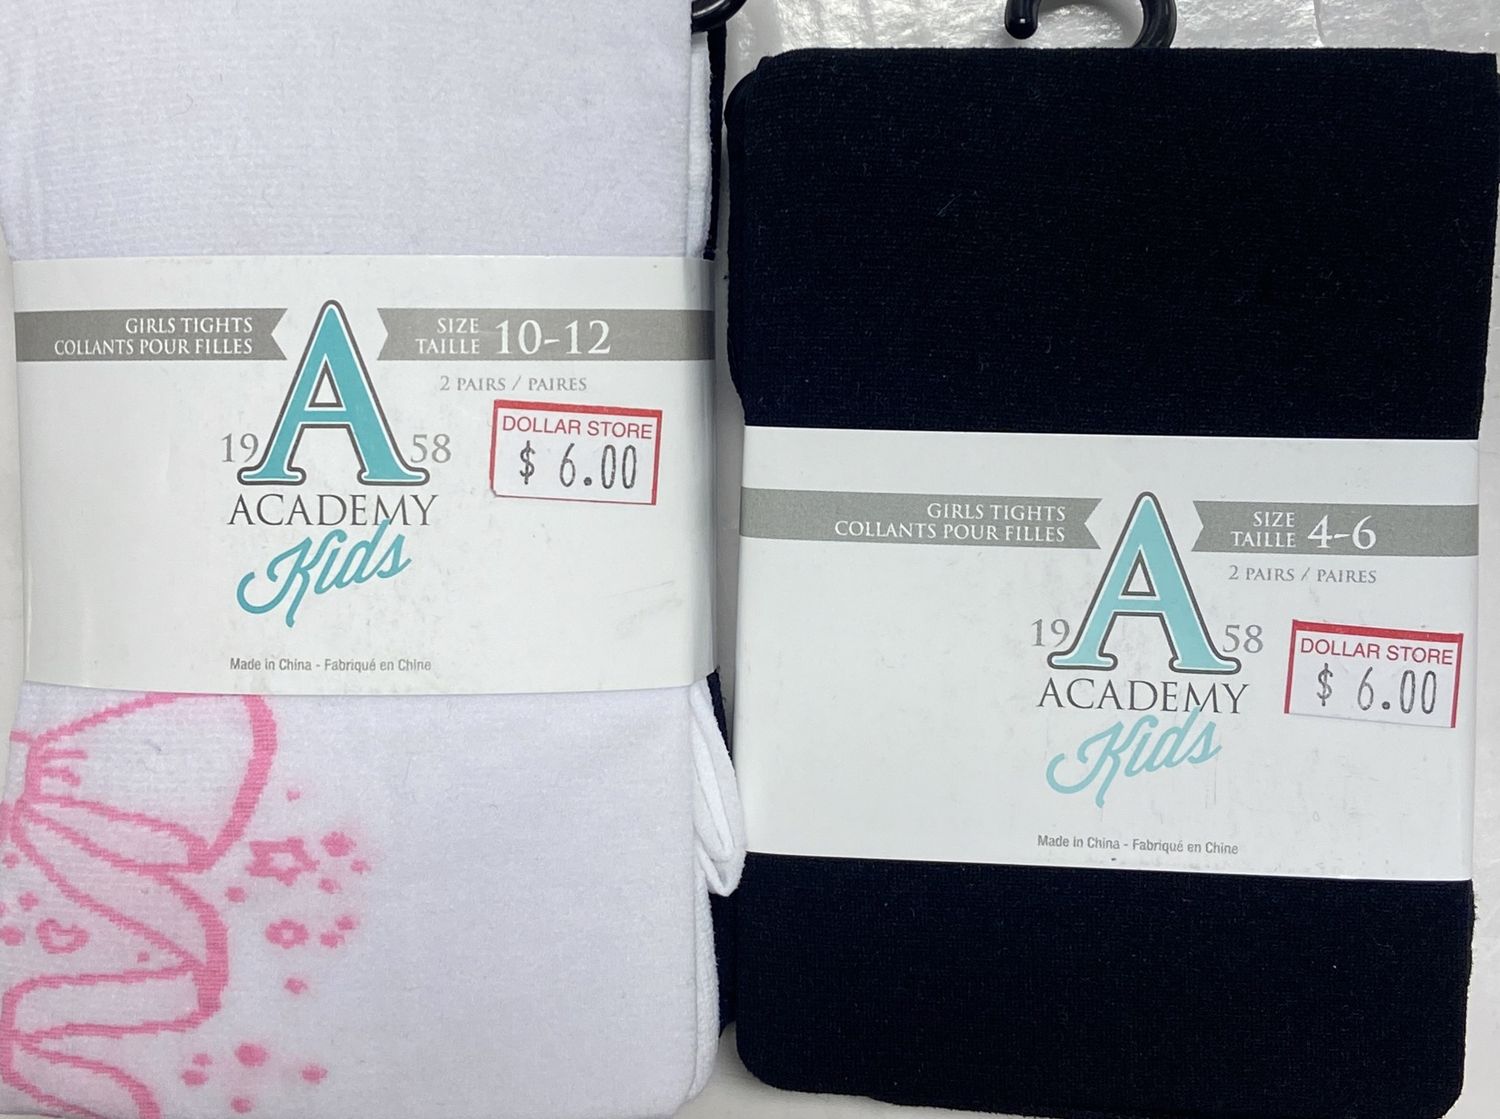 GIRLS TIGHTS
COLLANTS POUR FILLES
SIZE
TAILLE 10-12
2 PAIRS / PAIRES
A
19 58
ACADEMY
Kids
DOLLAR STORE
$ 6.00
Made in China - Fabriqué en Chine
GIRLS TIGHTS
COLLANTS POUR FILLES
SIZE
TAILLE 4-6
2 PAIRS / PAIRES
A
19 58
ACADEMY
Kids
DOLLAR STORE
$ 6.00
Made in China - Fabriqué en Chine